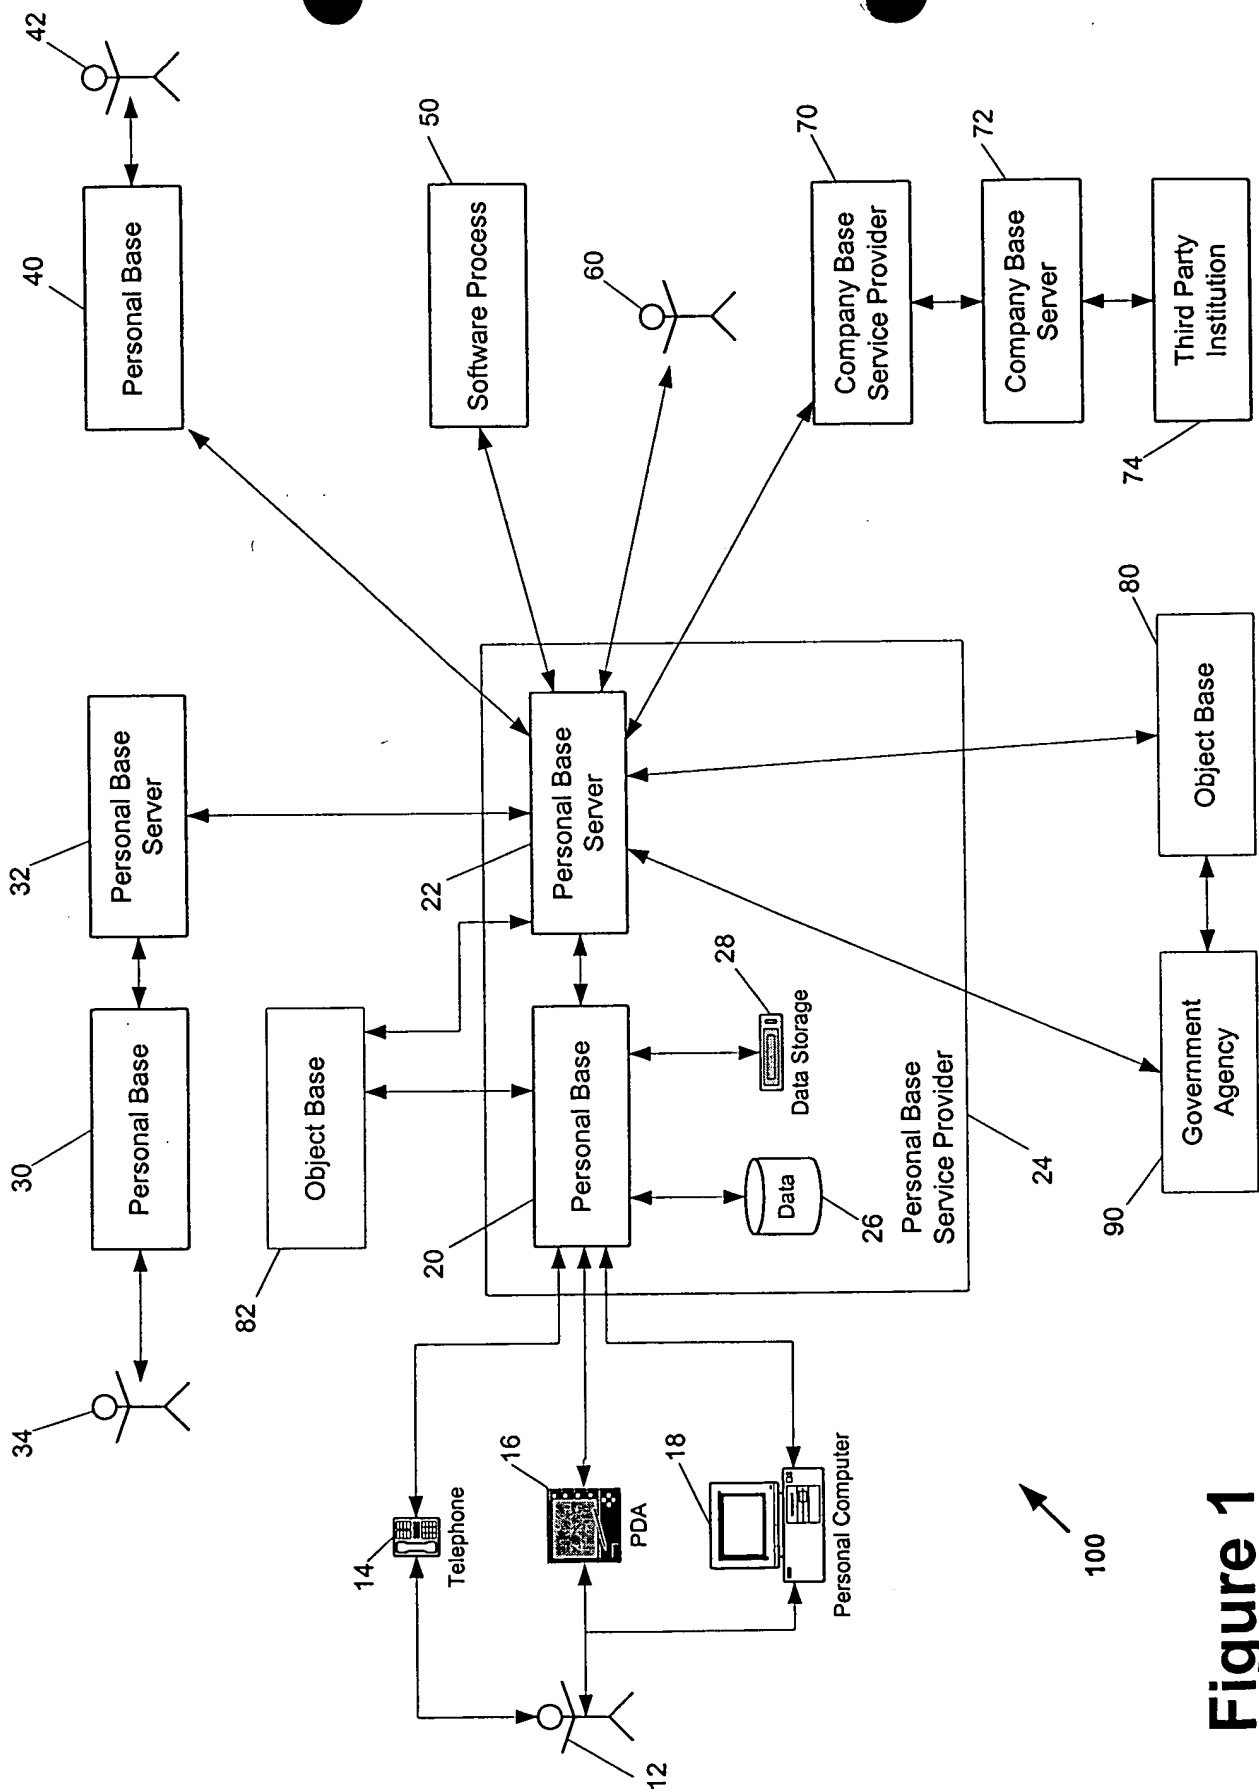 34
30
32
40
42
Personal Base
Personal Base
Server
Personal Base
82
Object Base
14
Telephone
20
22
50
Software Process
16
PDA
Personal Base
Personal Base
Server
60
12
18
Personal Computer
Data
26
Data Storage
28
70
Company Base
Service Provider
Personal Base
Service Provider
24
72
Company Base
Server
100
90
Government
Agency
80
Object Base
74
Third Party
Institution
Figure 1